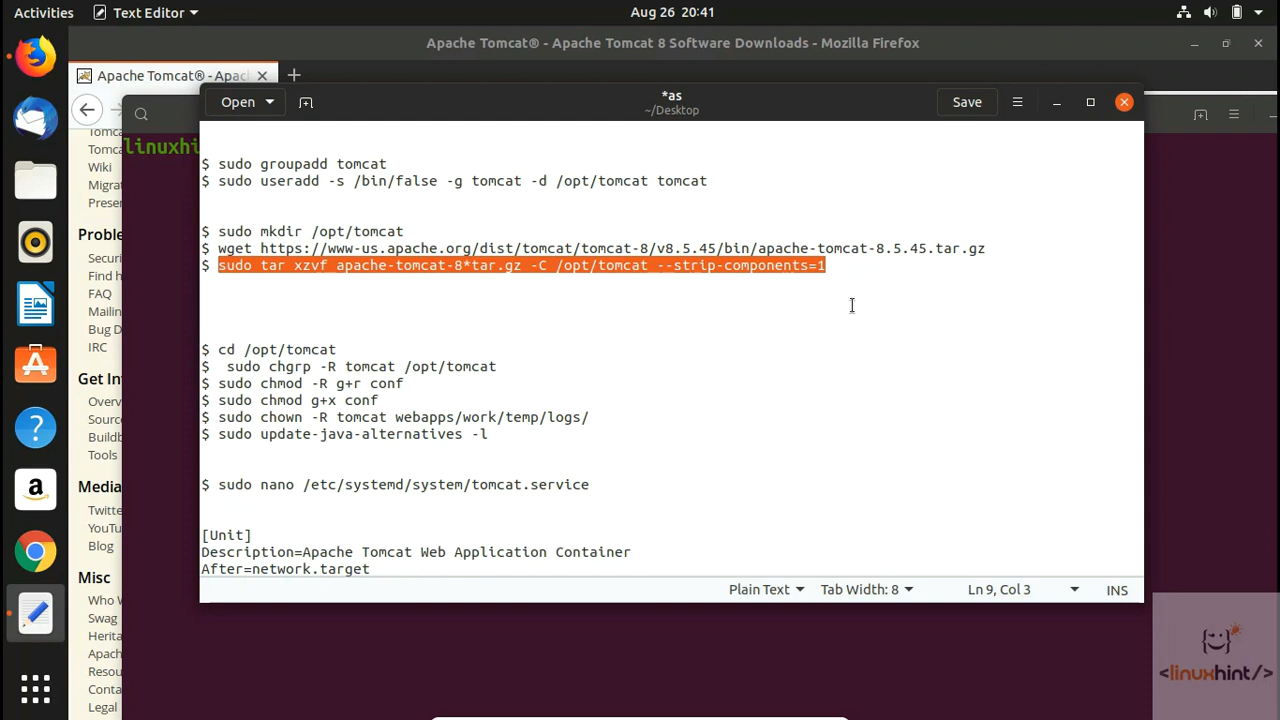 Activities
Text Editor
Aug 26 20:41
Apache Tomcat® - Apache Tomcat 8 Software Downloads - Mozilla Firefox
Apache Tomcat® - Apac
Open
*as
~/Desktop
Save
linuxhi
$ sudo groupadd tomcat
$ sudo useradd -s /bin/false -g tomcat -d /opt/tomcat tomcat
$ sudo mkdir /opt/tomcat
$ wget https://www-us.apache.org/dist/tomcat/tomcat-8/v8.5.45/bin/apache-tomcat-8.5.45.tar.gz
$ sudo tar xzvf apache-tomcat-8*tar.gz -C /opt/tomcat --strip-components=1
$ cd /opt/tomcat
$  sudo chgrp -R tomcat /opt/tomcat
$ sudo chmod -R g+r conf
$ sudo chmod g+x conf
$ sudo chown -R tomcat webapps/work/temp/logs/
$ sudo update-java-alternatives -l
$ sudo nano /etc/systemd/system/tomcat.service
[Unit]
Description=Apache Tomcat Web Application Container
After=network.target
Plain Text
Tab Width: 8
Ln 9, Col 3
INS
Tomca
Tomca
Wiki
Migra
Presen
Proble
Secur
Find h
FAQ
Mailin
Bug D
IRC
Get In
Overv
Sourc
Buildb
Tools
Media
Twitte
YouTu
Blog
Misc
Who W
Swag
Herita
Apach
Resou
Conta
Legal
<linuxhint/>